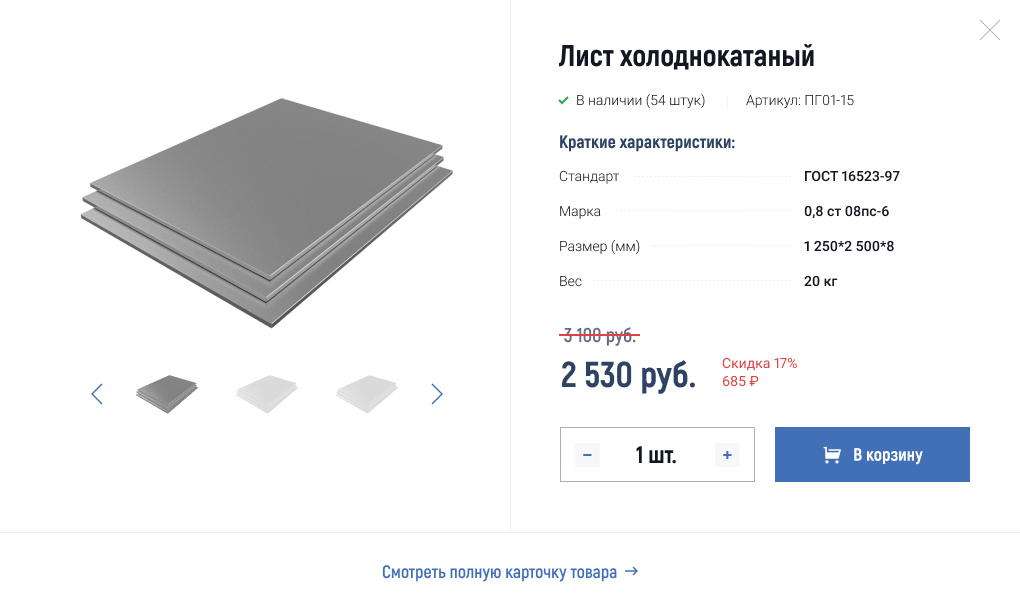 Лист холоднокатаный
В наличии (54 штук) Артикул: ПГ01-15
Краткие характеристики:
Стандарт ГОСТ 16523-97
Марка 0,8 ст 08пс-6
Размер (мм) 1 250*2 500*8
Вес 20 кг
3 100 руб.
2 530 руб.
Скидка 17%
685 ₽
− 1 шт. +
В корзину
Смотреть полную карточку товара →